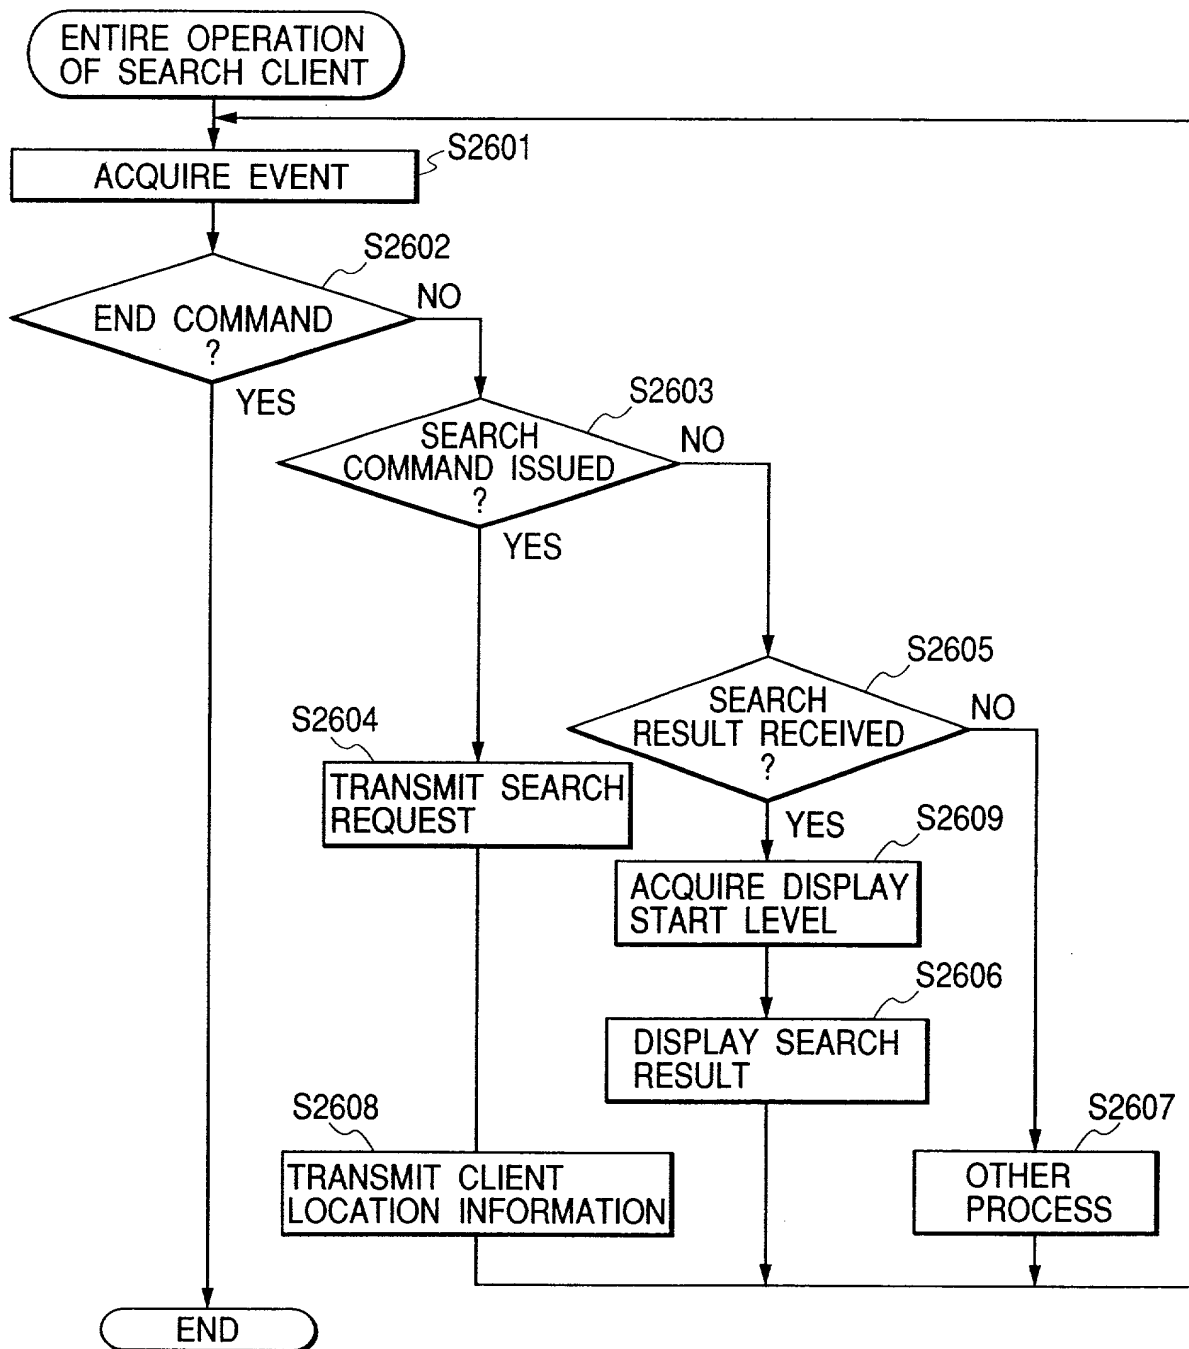 ENTIRE OPERATION
OF SEARCH CLIENT
S2601
ACQUIRE EVENT
S2602
END COMMAND
?
NO
YES
S2603
SEARCH
COMMAND ISSUED
?
NO
YES
S2605
SEARCH
RESULT RECEIVED
?
NO
YES
S2604
TRANSMIT SEARCH
REQUEST
S2609
ACQUIRE DISPLAY
START LEVEL
S2606
DISPLAY SEARCH
RESULT
S2608
TRANSMIT CLIENT
LOCATION INFORMATION
S2607
OTHER
PROCESS
END